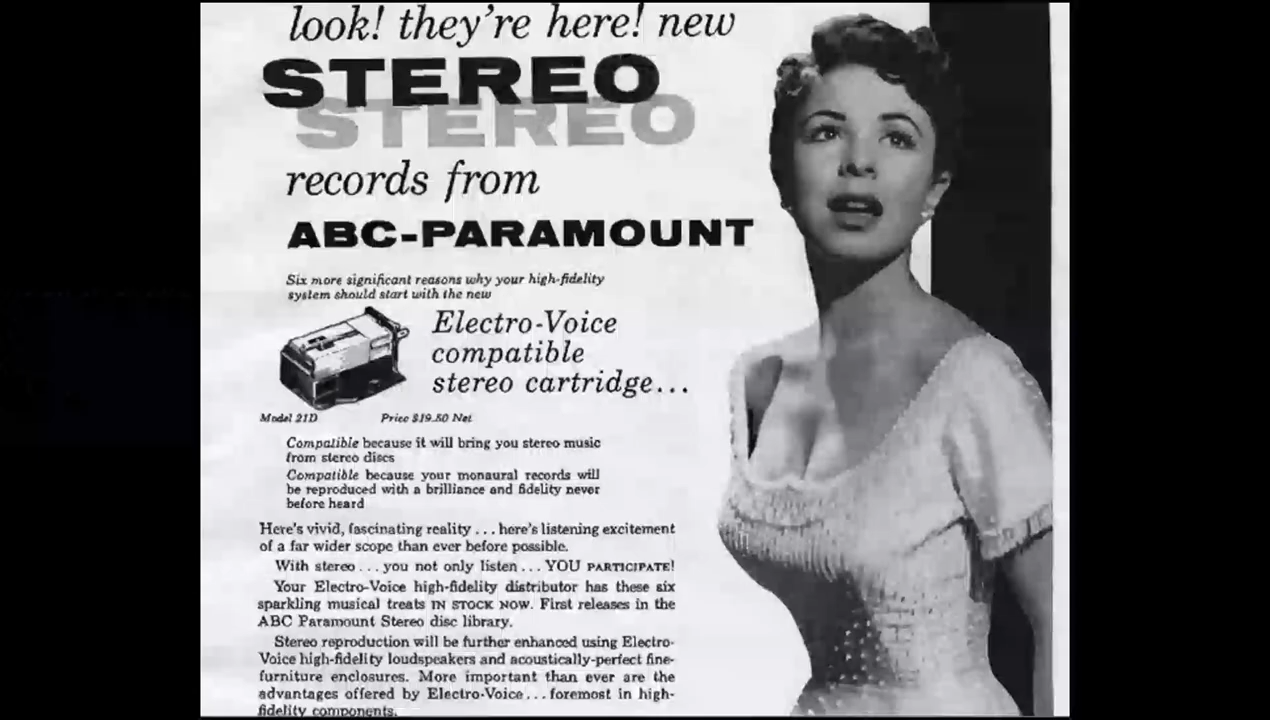 look! they're here! new
STEREO
STEREO
records from
ABC-PARAMOUNT
Six more significant reasons why your high-fidelity
system should start with the new
Electro-Voice
compatible
stereo cartridge...
Model 21D Price $19.50 Net
Compatible because it will bring you stereo music
from stereo discs
Compatible because your monaural records will
be reproduced with a brilliance and fidelity never
before heard
Here's vivid, fascinating reality ... here's listening excitement
of a far wider scope than ever before possible.
With stereo ... you not only listen ... YOU PARTICIPATE!
Your Electro-Voice high-fidelity distributor has these six
sparkling musical treats IN STOCK NOW. First releases in the
ABC Paramount Stereo disc library.
Stereo reproduction will be further enhanced using Electro-
Voice high-fidelity loudspeakers and acoustically-perfect fine-
furniture enclosures. More important than ever are the
advantages offered by Electro-Voice ... foremost in high-
fidelity components.